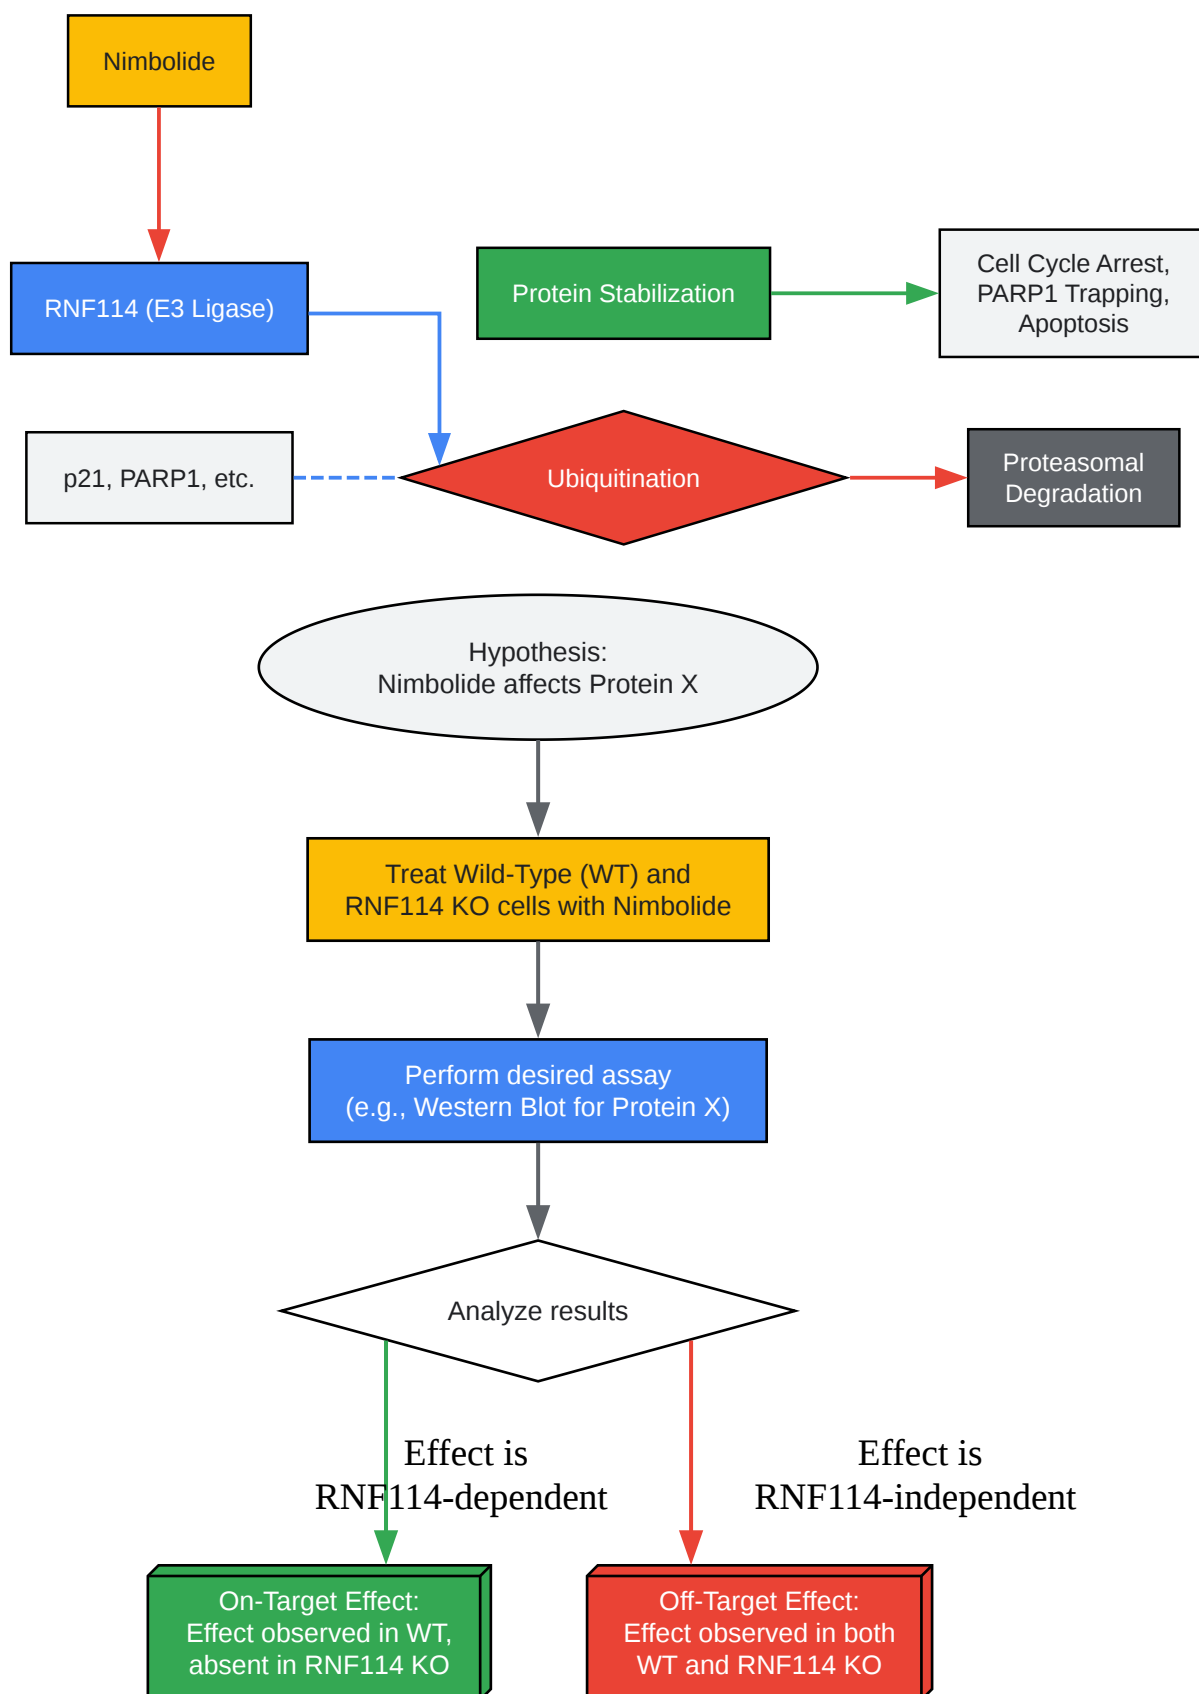 Nimbolide
RNF114 (E3 Ligase)
Protein Stabilization
Cell Cycle Arrest,
PARP1 Trapping,
Apoptosis
p21, PARP1, etc.
Ubiquitination
Proteasomal
Degradation
Hypothesis:
Nimbolide affects Protein X
Treat Wild-Type (WT) and
RNF114 KO cells with Nimbolide
Perform desired assay
(e.g., Western Blot for Protein X)
Analyze results
Effect is
RNF114-dependent
Effect is
RNF114-independent
On-Target Effect:
Effect observed in WT,
absent in RNF114 KO
Off-Target Effect:
Effect observed in both
WT and RNF114 KO